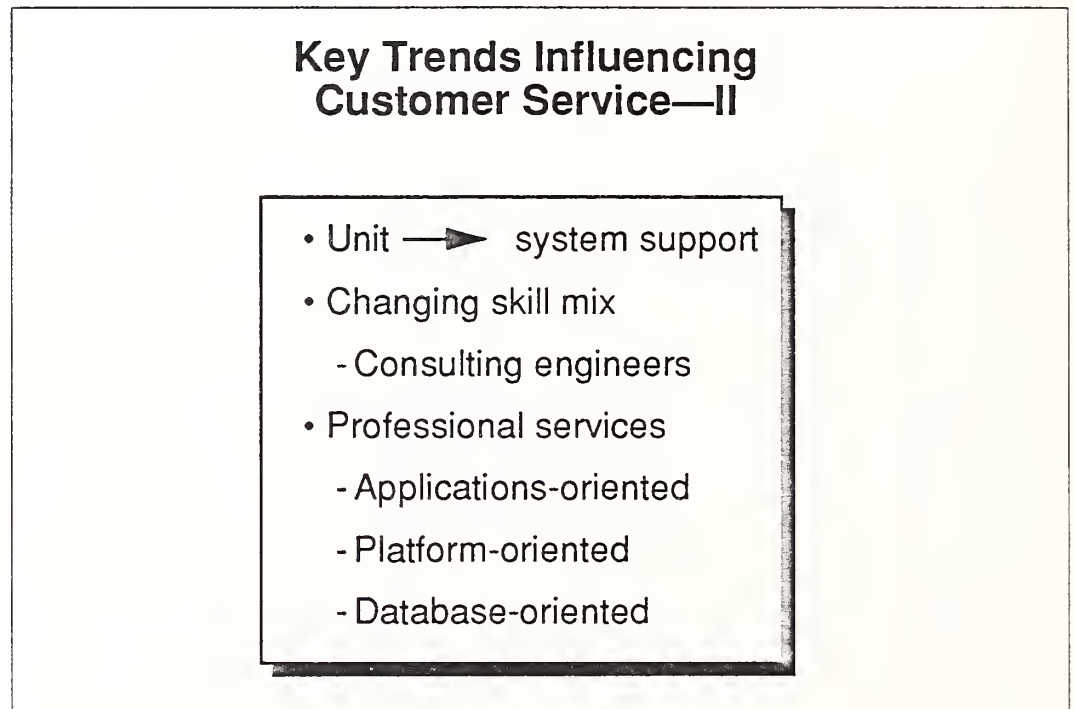 Key Trends Influencing
Customer Service—II
• Unit → system support
• Changing skill mix
- Consulting engineers
• Professional services
- Applications-oriented
- Platform-oriented
- Database-oriented